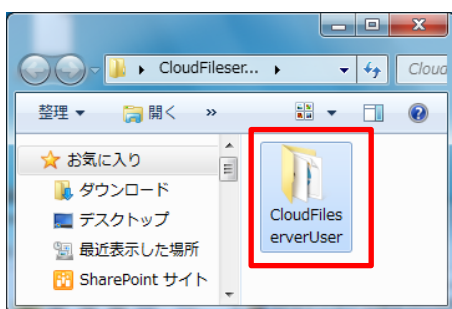 CloudFileser...
Cloud
整理
開く
»
お気に入り
ダウンロード
デスクトップ
最近表示した場所
SharePoint サイト
CloudFiles
erverUser